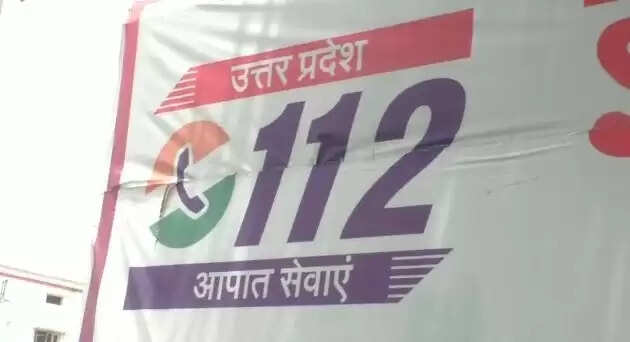 उत्तर प्रदेश
112
आपात सेवाएं